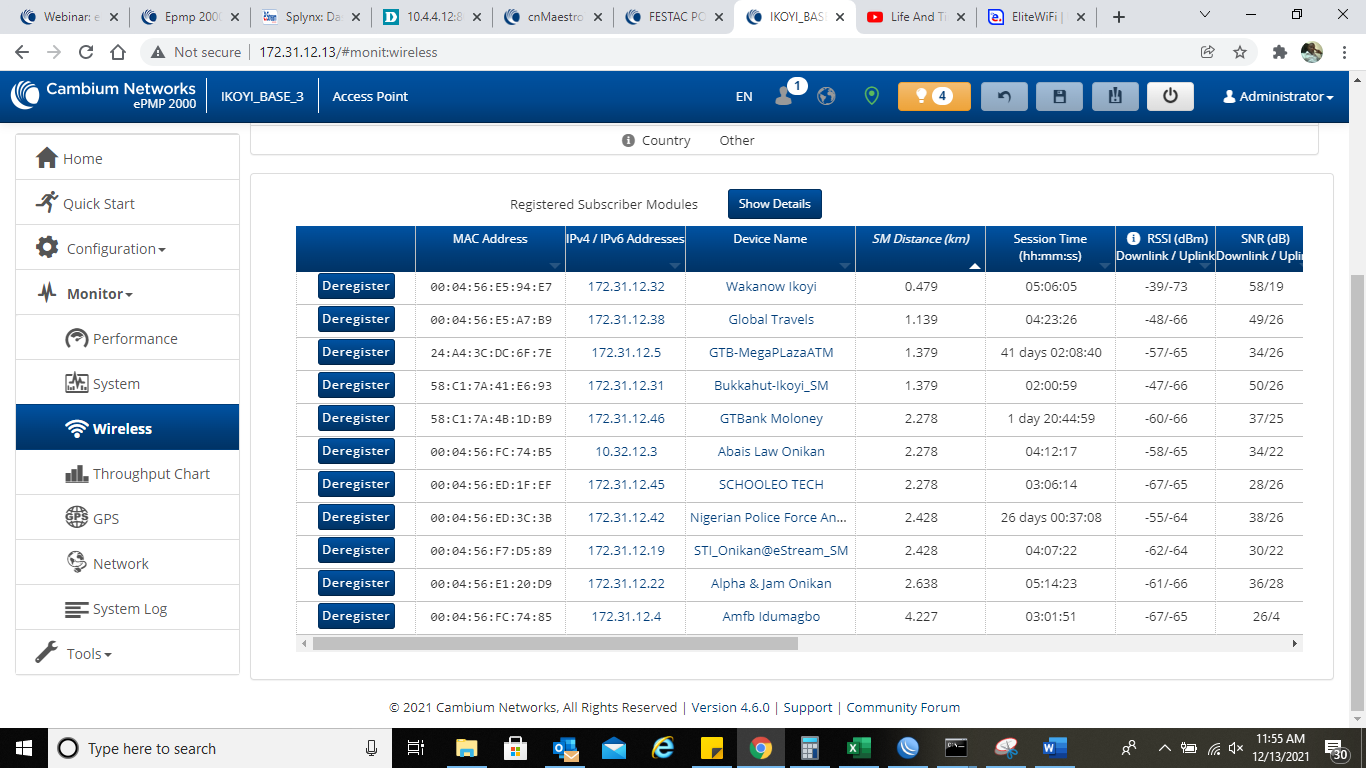 Webinar: e
Epmp 2000
Splynx: Da
10.4.4.12:8
cnMaestro
FESTAC PO
IKOYI_BASE
Life And Ti
EliteWiFi |
Not secure | 172.31.12.13/#monit:wireless
Cambium Networks
ePMP 2000
IKOYI_BASE_3
Access Point
EN
1
4
Administrator
Country Other
Home
Quick Start
Configuration
Monitor
Performance
System
Wireless
Throughput Chart
GPS
Network
System Log
Tools
Registered Subscriber Modules Show Details
MAC Address IPv4 / IPv6 Addresses Device Name SM Distance (km) Session Time RSSI (dBm) SNR (dB)
(hh:mm:ss) Downlink / Uplink Downlink / Uplin
Deregister 00:04:56:E5:94:E7 172.31.12.32 Wakanow Ikoyi 0.479 05:06:05 -39/-73 58/19
Deregister 00:04:56:E5:A7:B9 172.31.12.38 Global Travels 1.139 04:23:26 -48/-66 49/26
Deregister 24:A4:3C:DC:6F:7E 172.31.12.5 GTB-MegaPLazaATM 1.379 41 days 02:08:40 -57/-65 34/26
Deregister 58:C1:7A:41:E6:93 172.31.12.31 Bukkahut-Ikoyi_SM 1.379 02:00:59 -47/-66 50/26
Deregister 58:C1:7A:4B:1D:B9 172.31.12.46 GTBank Moloney 2.278 1 day 20:44:59 -60/-66 37/25
Deregister 00:04:56:FC:74:B5 10.32.12.3 Abais Law Onikan 2.278 04:12:17 -58/-65 34/22
Deregister 00:04:56:ED:1F:EF 172.31.12.45 SCHOOLEO TECH 2.278 03:06:14 -67/-65 28/26
Deregister 00:04:56:ED:3C:3B 172.31.12.42 Nigerian Police Force An... 2.428 26 days 00:37:08 -55/-64 38/26
Deregister 00:04:56:F7:D5:89 172.31.12.19 STI_Onikan@eStream_SM 2.428 04:07:22 -62/-64 30/22
Deregister 00:04:56:E1:20:D9 172.31.12.22 Alpha & Jam Onikan 2.638 05:14:23 -61/-66 36/28
Deregister 00:04:56:FC:74:85 172.31.12.4 Amfb Idumagbo 4.227 03:01:51 -67/-65 26/4
© 2021 Cambium Networks, All Rights Reserved | Version 4.6.0 | Support | Community Forum
Type here to search
11:55 AM
12/13/2021
30